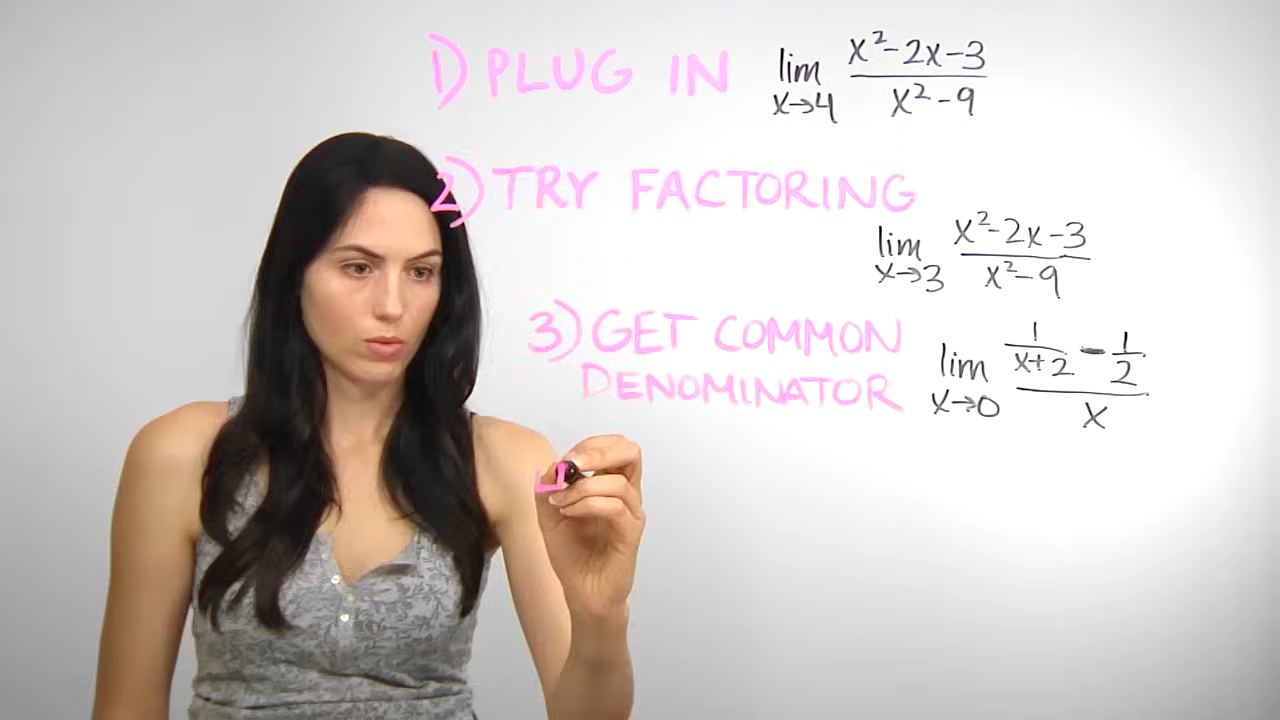 1) PLUG IN lim x→4 x²-2x-3 / x²-9
2) TRY FACTORING
lim x→3 x²-2x-3 / x²-9
3) GET COMMON
DENOMINATOR lim x→0 (1/(x+2) - 1/2) / x